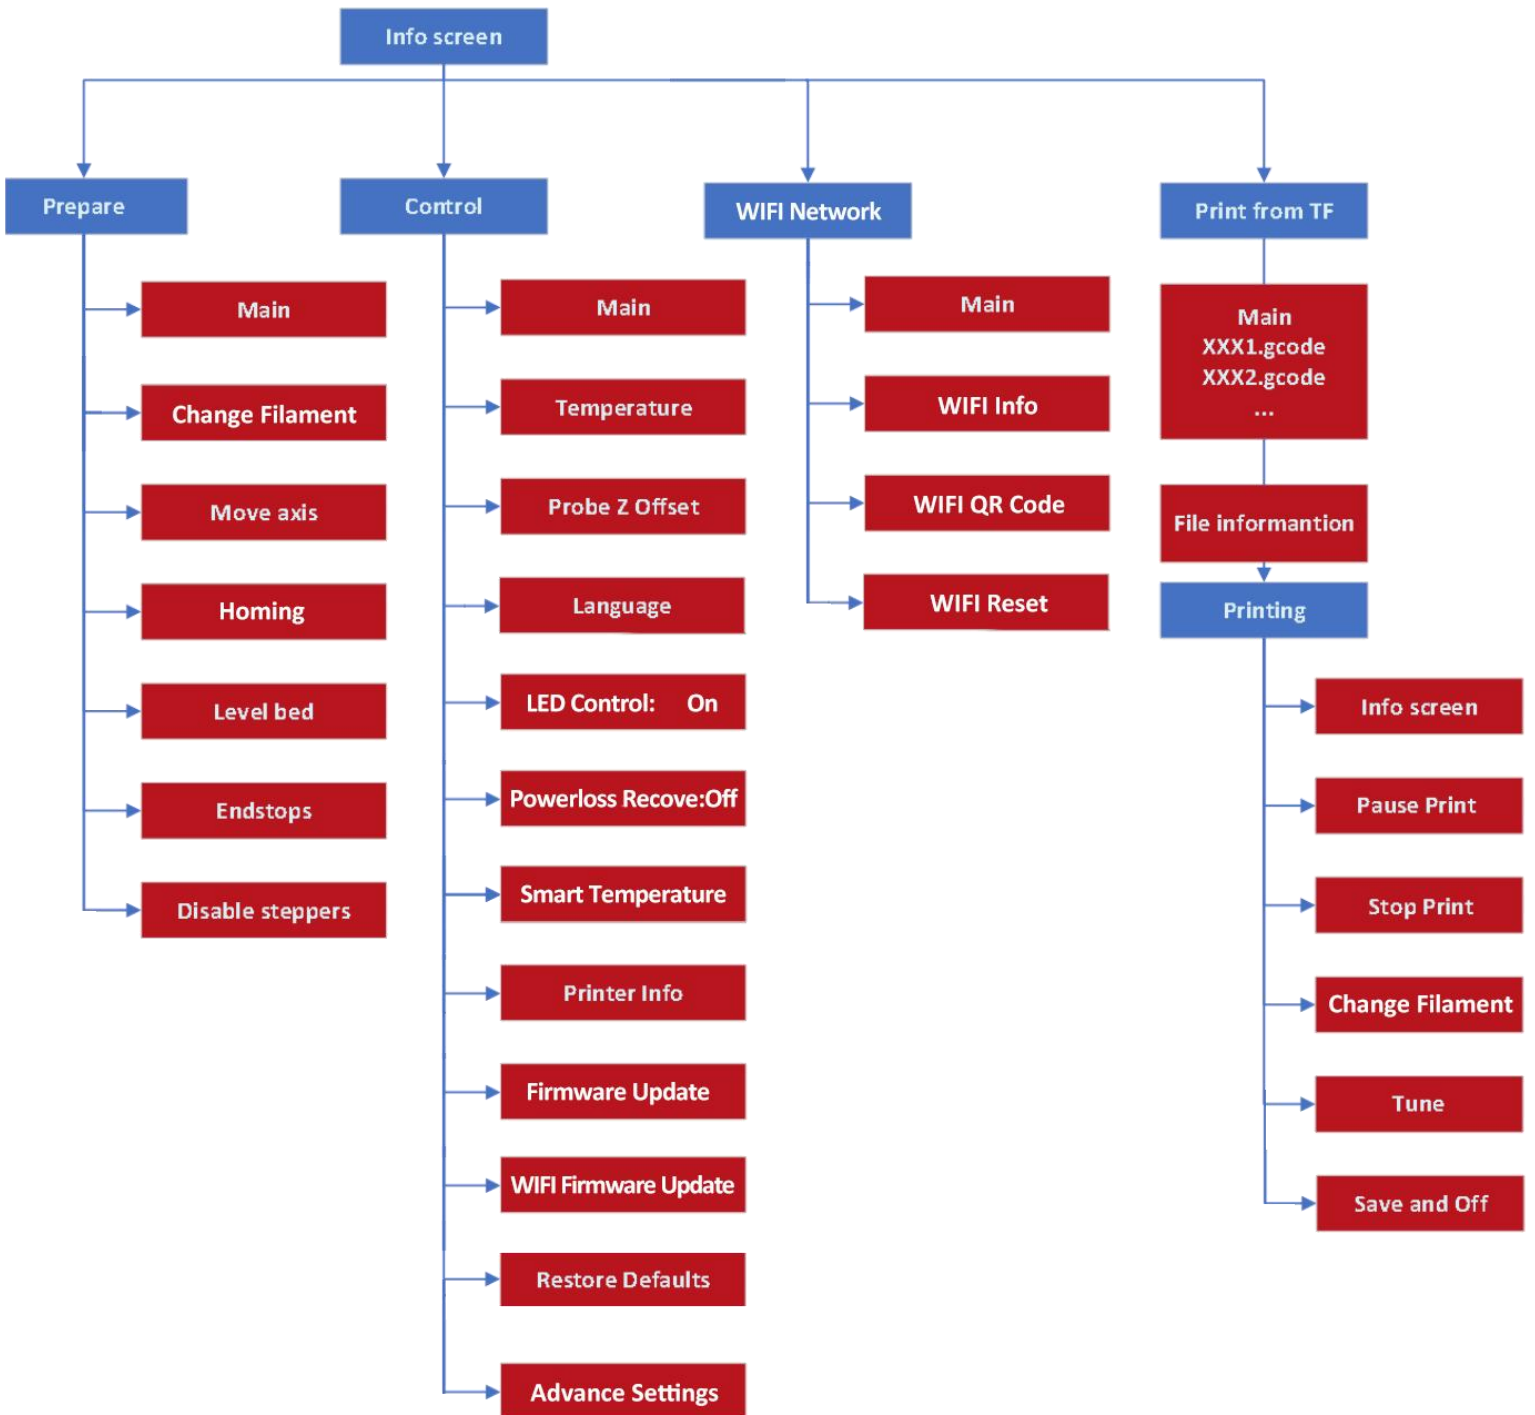 Info screen
Prepare
Control
WIFI Network
Print from TF
Main
Change Filament
Move axis
Homing
Level bed
Endstops
Disable steppers
Main
Temperature
Probe Z Offset
Language
LED Control: On
Powerloss Recove:Off
Smart Temperature
Printer Info
Firmware Update
WIFI Firmware Update
Restore Defaults
Advance Settings
Main
WIFI Info
WIFI QR Code
WIFI Reset
Main
XXX1.gcode
XXX2.gcode
...
File informantion
Printing
Info screen
Pause Print
Stop Print
Change Filament
Tune
Save and Off